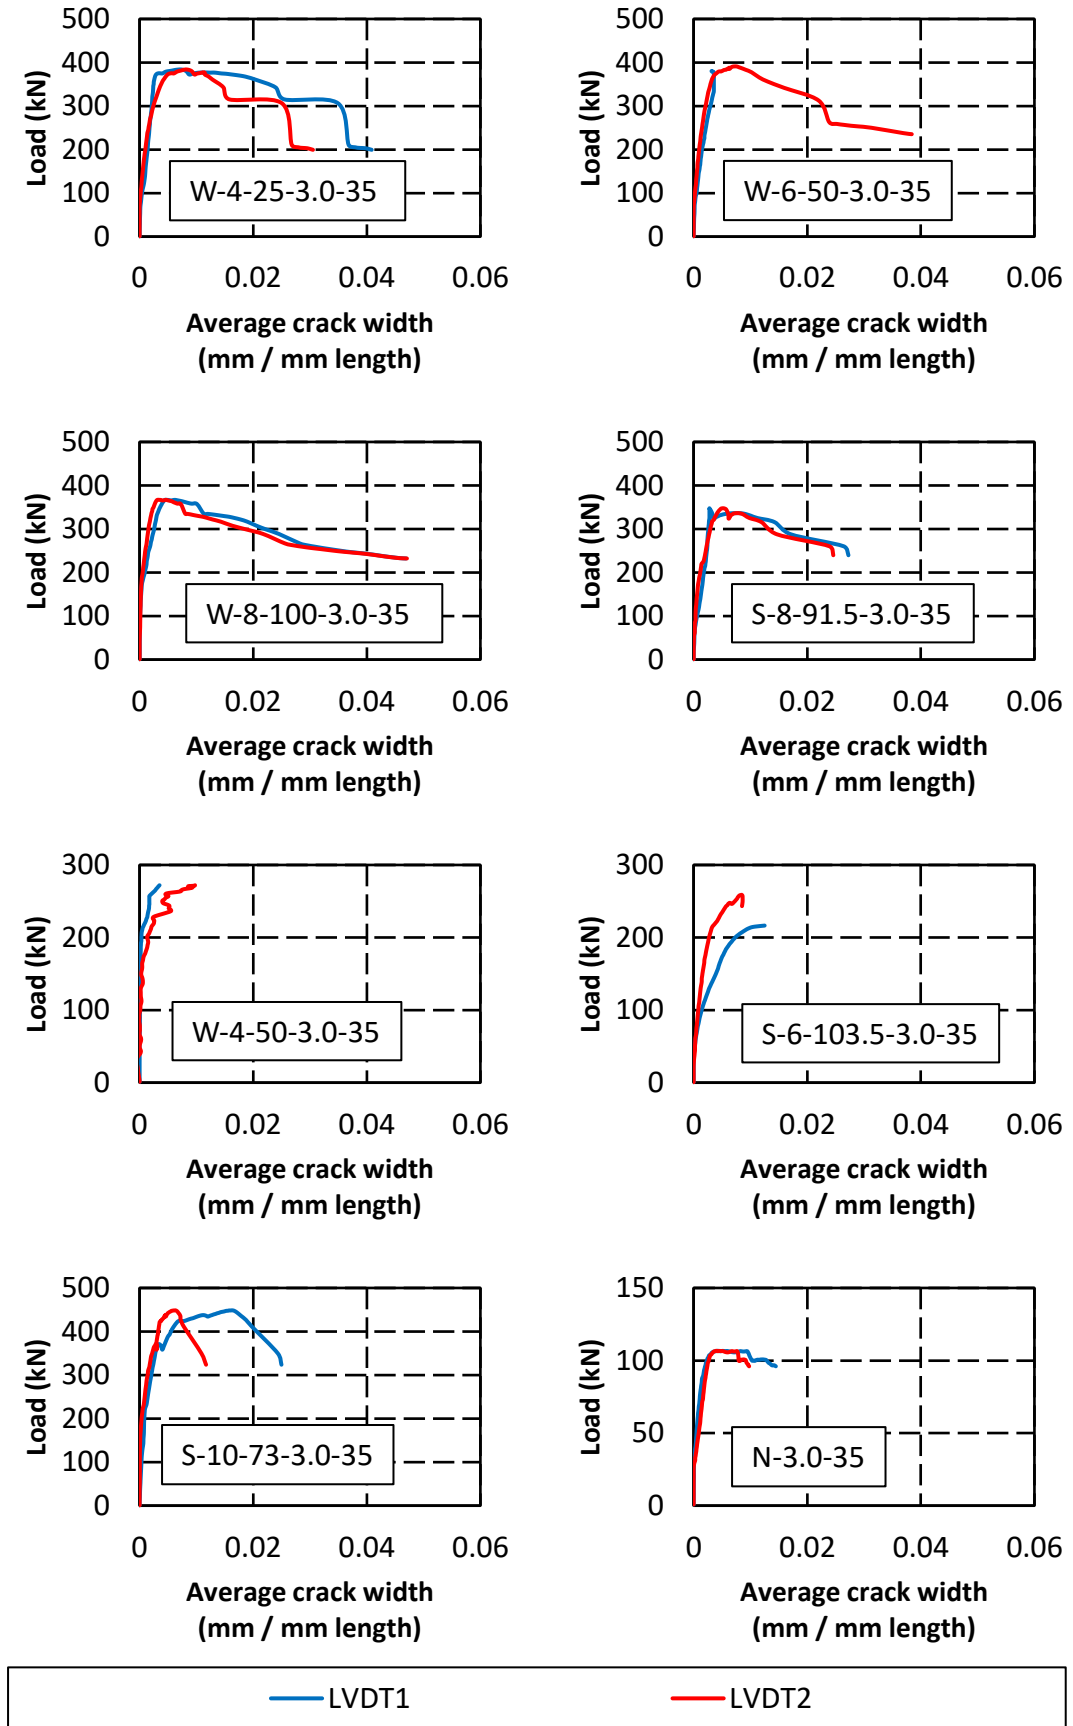 500
400
300
200
100
0
Load (kN)
W-4-25-3.0-35
0 0.02 0.04 0.06
Average crack width
(mm / mm length)
500
400
300
200
100
0
Load (kN)
W-6-50-3.0-35
0 0.02 0.04 0.06
Average crack width
(mm / mm length)
500
400
300
200
100
0
Load (kN)
W-8-100-3.0-35
0 0.02 0.04 0.06
Average crack width
(mm / mm length)
500
400
300
200
100
0
Load (kN)
S-8-91.5-3.0-35
0 0.02 0.04 0.06
Average crack width
(mm / mm length)
300
200
100
0
Load (kN)
W-4-50-3.0-35
0 0.02 0.04 0.06
Average crack width
(mm / mm length)
300
200
100
0
Load (kN)
S-6-103.5-3.0-35
0 0.02 0.04 0.06
Average crack width
(mm / mm length)
500
400
300
200
100
0
Load (kN)
S-10-73-3.0-35
0 0.02 0.04 0.06
Average crack width
(mm / mm length)
150
100
50
0
Load (kN)
N-3.0-35
0 0.02 0.04 0.06
Average crack width
(mm / mm length)
LVDT1 LVDT2